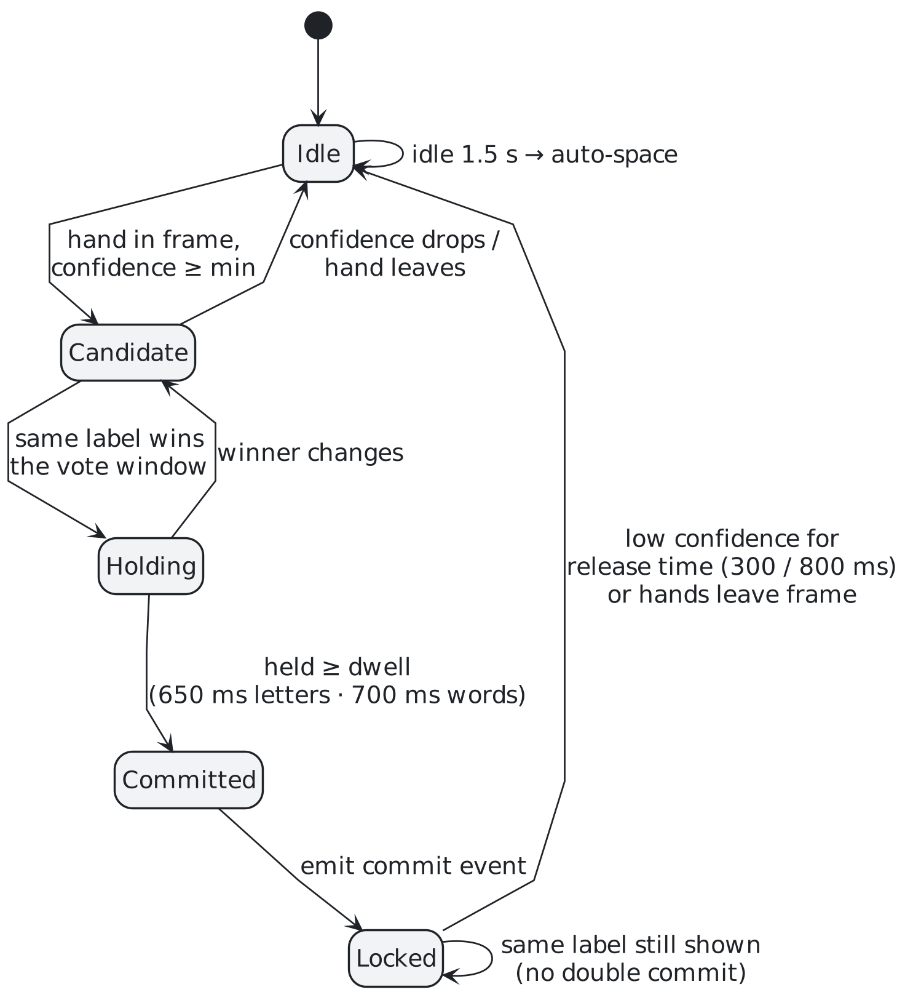 Idle
idle 1.5 s → auto-space
hand in frame,
confidence ≥ min
confidence drops /
hand leaves
Candidate
same label wins
the vote window
winner changes
Holding
low confidence for
release time (300 / 800 ms)
or hands leave frame
held ≥ dwell
(650 ms letters · 700 ms words)
Committed
emit commit event
Locked
same label still shown
(no double commit)